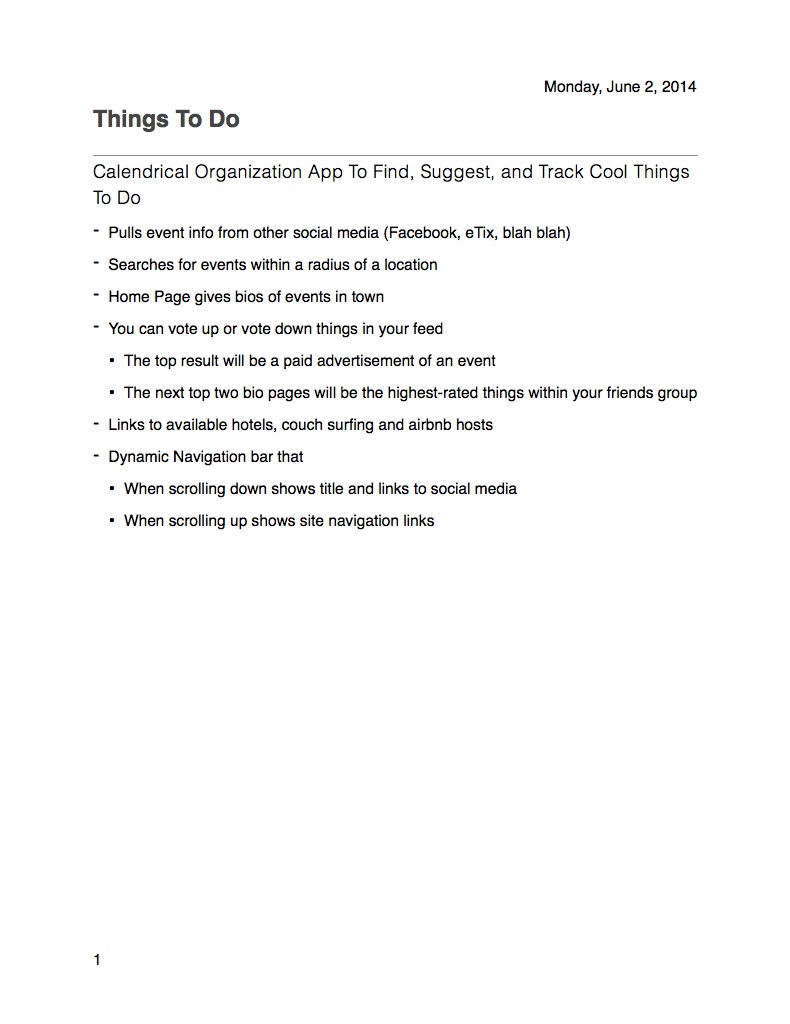 Monday, June 2, 2014
Things To Do
Calendrical Organization App To Find, Suggest, and Track Cool Things
To Do
- Pulls event info from other social media (Facebook, eTix, blah blah)
- Searches for events within a radius of a location
- Home Page gives bios of events in town
- You can vote up or vote down things in your feed
• The top result will be a paid advertisement of an event
• The next top two bio pages will be the highest-rated things within your friends group
- Links to available hotels, couch surfing and airbnb hosts
- Dynamic Navigation bar that
• When scrolling down shows title and links to social media
• When scrolling up shows site navigation links
1